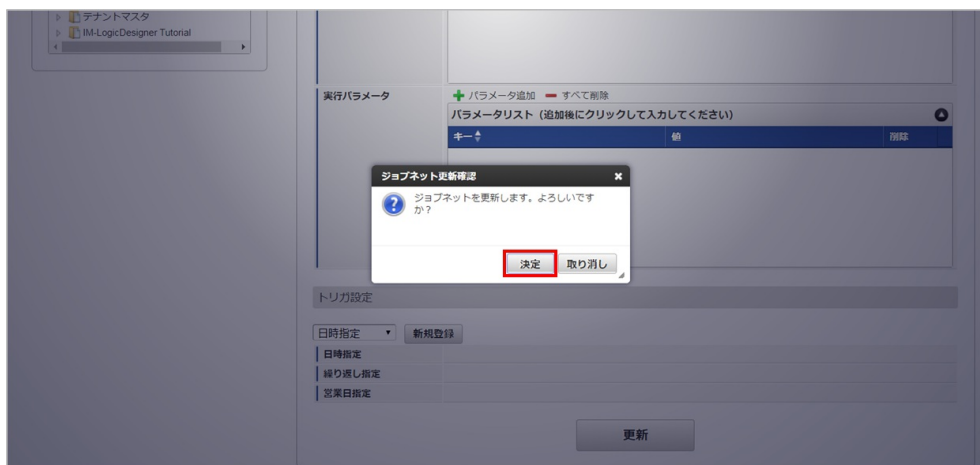 テナントマスタ
IM-LogicDesigner Tutorial
実行パラメータ
パラメータ追加 すべて削除
パラメータリスト（追加後にクリックして入力してください）
キー 値 削除
ジョブネット更新確認
ジョブネットを更新します。よろしいです
か？
決定 取り消し
トリガ設定
日時指定 新規登録
日時指定
繰り返し指定
営業日指定
更新